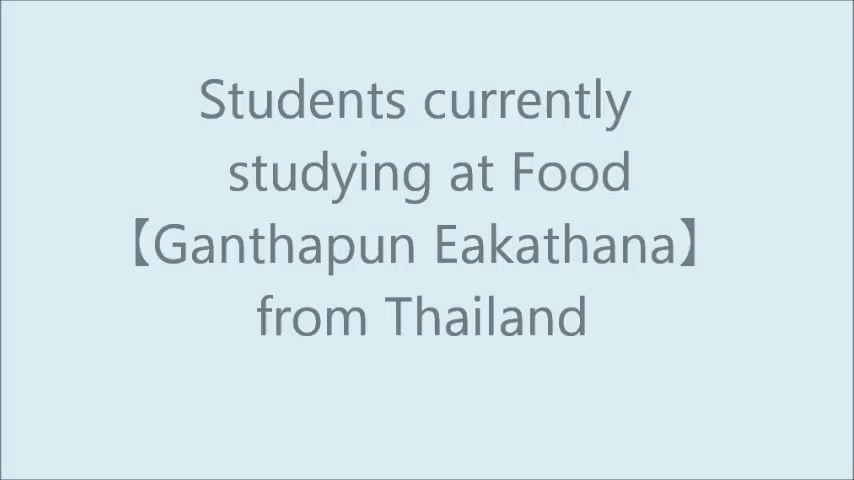 Students currently
studying at Food
【Ganthapun Eakathana】
from Thailand